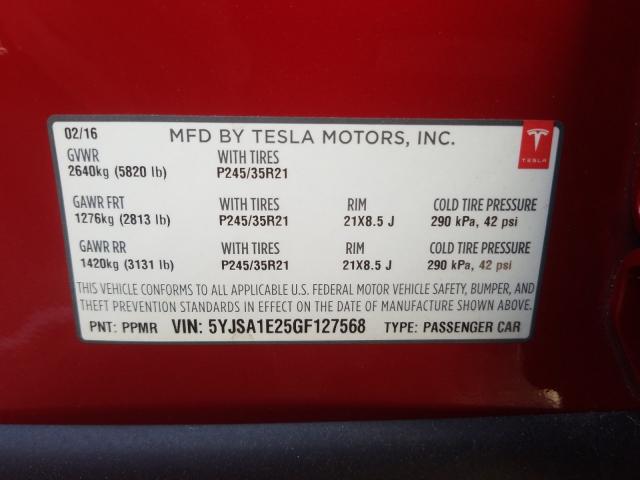 02/16 MFD BY TESLA MOTORS, INC.
TESLA
GVWR WITH TIRES
2640kg (5820 lb) P245/35R21
GAWR FRT WITH TIRES RIM COLD TIRE PRESSURE
1276kg (2813 lb) P245/35R21 21X8.5 J 290 kPa, 42 psi
GAWR RR WITH TIRES RIM COLD TIRE PRESSURE
1420kg (3131 lb) P245/35R21 21X8.5 J 290 kPa, 42 psi
THIS VEHICLE CONFORMS TO ALL APPLICABLE U.S. FEDERAL MOTOR VEHICLE SAFETY, BUMPER, AND
THEFT PREVENTION STANDARDS IN EFFECT ON THE DATE OF MANUFACTURE SHOWN ABOVE.
PNT: PPMR VIN: 5YJSA1E25GF127568 TYPE: PASSENGER CAR